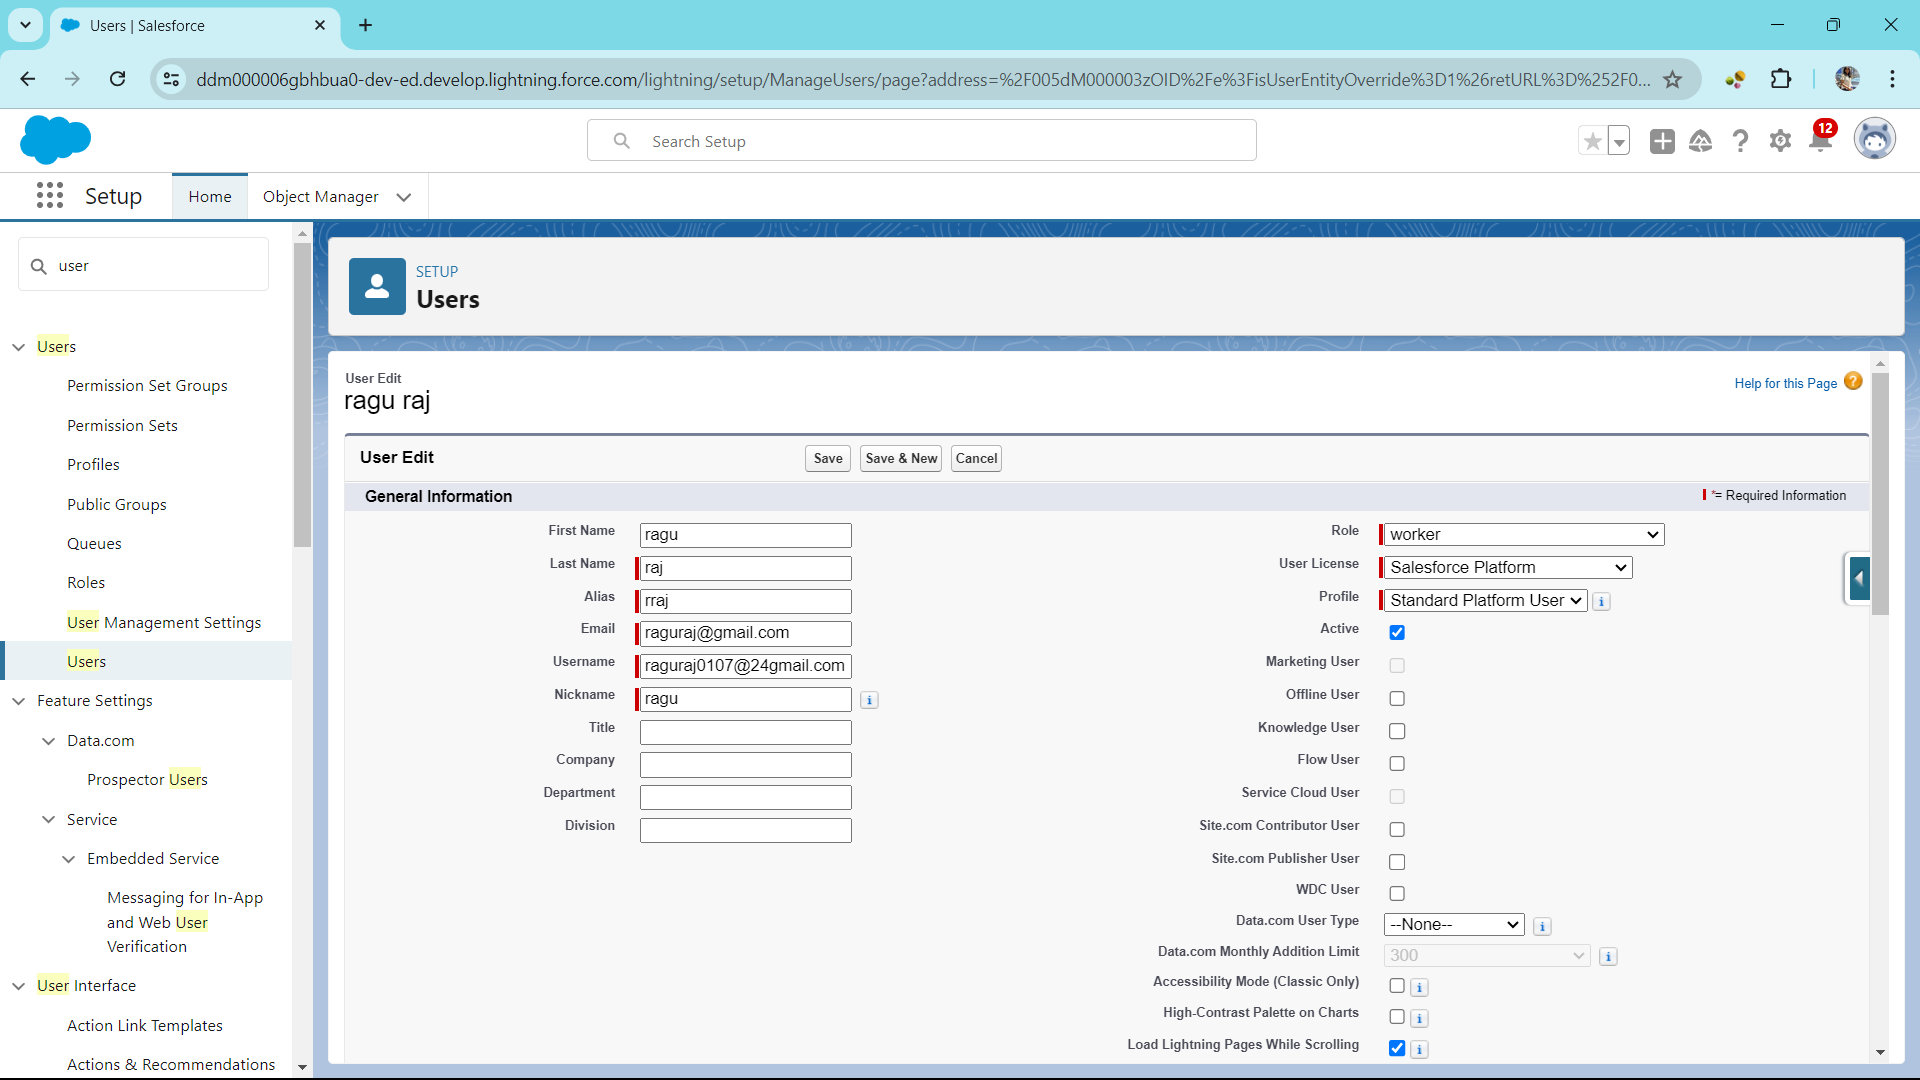 Users | Salesforce
ddm000006gbhbua0-dev-ed.develop.lightning.force.com/lightning/setup/ManageUsers/page?address=%2F005dM000003zOID%2Fe%3FisUserEntityOverride%3D1%26retURL%3D%252F0...
Search Setup
12
Setup
Home
Object Manager
user
Users
Permission Set Groups
Permission Sets
Profiles
Public Groups
Queues
Roles
User Management Settings
Users
Feature Settings
Data.com
Prospector Users
Service
Embedded Service
Messaging for In-App
and Web User
Verification
User Interface
Action Link Templates
Actions & Recommendations
SETUP
Users
User Edit
ragu raj
Help for this Page ?
User Edit
Save
Save & New
Cancel
General Information
*= Required Information
First Name ragu
Last Name raj
Alias rraj
Email raguraj@gmail.com
Username raguraj0107@24gmail.com
Nickname ragu i
Title
Company
Department
Division
Role worker
User License Salesforce Platform
Profile Standard Platform User i
Active
Marketing User
Offline User
Knowledge User
Flow User
Service Cloud User
Site.com Contributor User
Site.com Publisher User
WDC User
Data.com User Type --None-- i
Data.com Monthly Addition Limit 300 i
Accessibility Mode (Classic Only) i
High-Contrast Palette on Charts i
Load Lightning Pages While Scrolling i